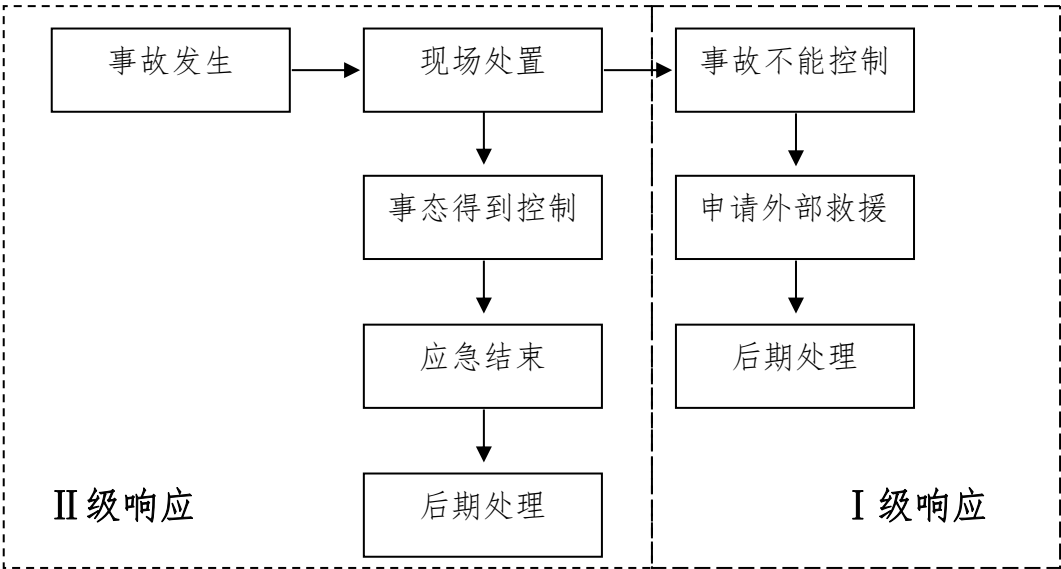 事故发生
现场处置
事故不能控制
事态得到控制
申请外部救援
应急结束
后期处理
后期处理
Ⅱ级响应
Ⅰ级响应